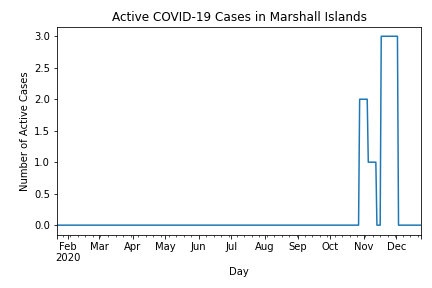 Active COVID-19 Cases in Marshall Islands
3.0
2.5
2.0
1.5
1.0
0.5
0.0
Number of Active Cases
Feb Mar Apr May Jun Jul Aug Sep Oct Nov Dec
2020
Day